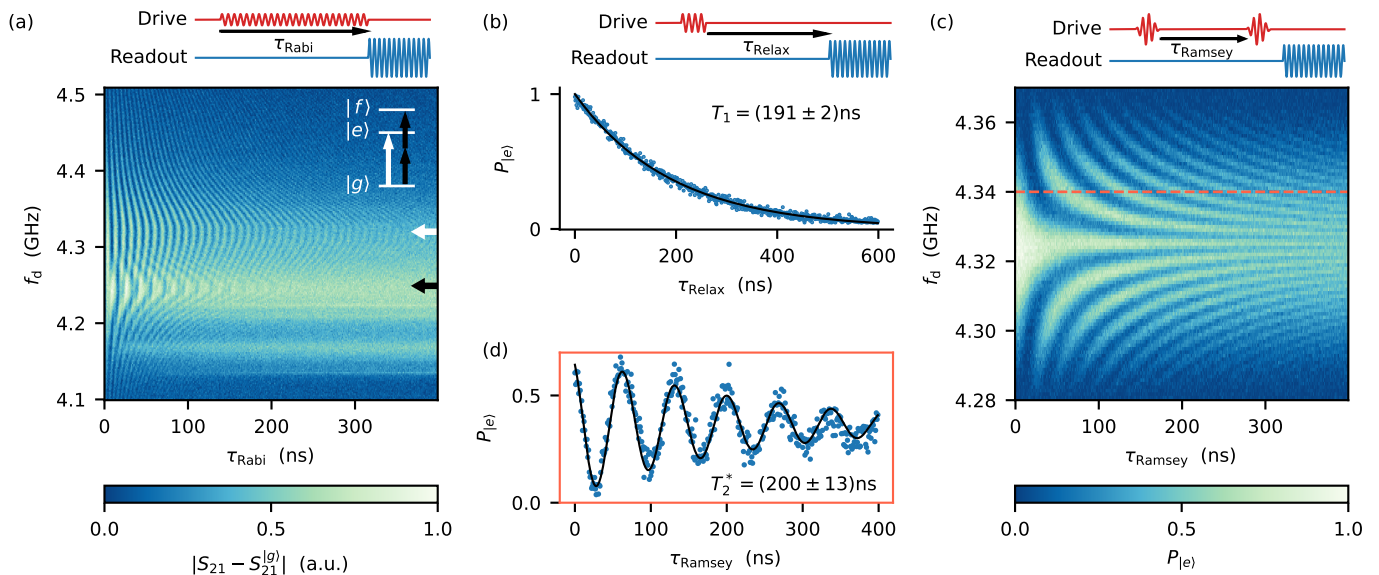 (a)
Drive
τRabi
Readout
4.5
4.4
4.3
4.2
4.1
fd (GHz)
|f⟩
|e⟩
|g⟩
0 100 200 300
τRabi (ns)
0.0 0.5 1.0
|S21 − S21|g⟩| (a.u.)
(b)
Drive
τRelax
Readout
1
0
P|e⟩
T1 = (191 ± 2)ns
0 200 400 600
τRelax (ns)
(d)
0.5
0.0
P|e⟩
T2* = (200 ± 13)ns
0 100 200 300 400
τRamsey (ns)
(c)
Drive
τRamsey
Readout
4.36
4.34
4.32
4.30
4.28
fd (GHz)
0 100 200 300
τRamsey (ns)
0.0 0.5 1.0
P|e⟩